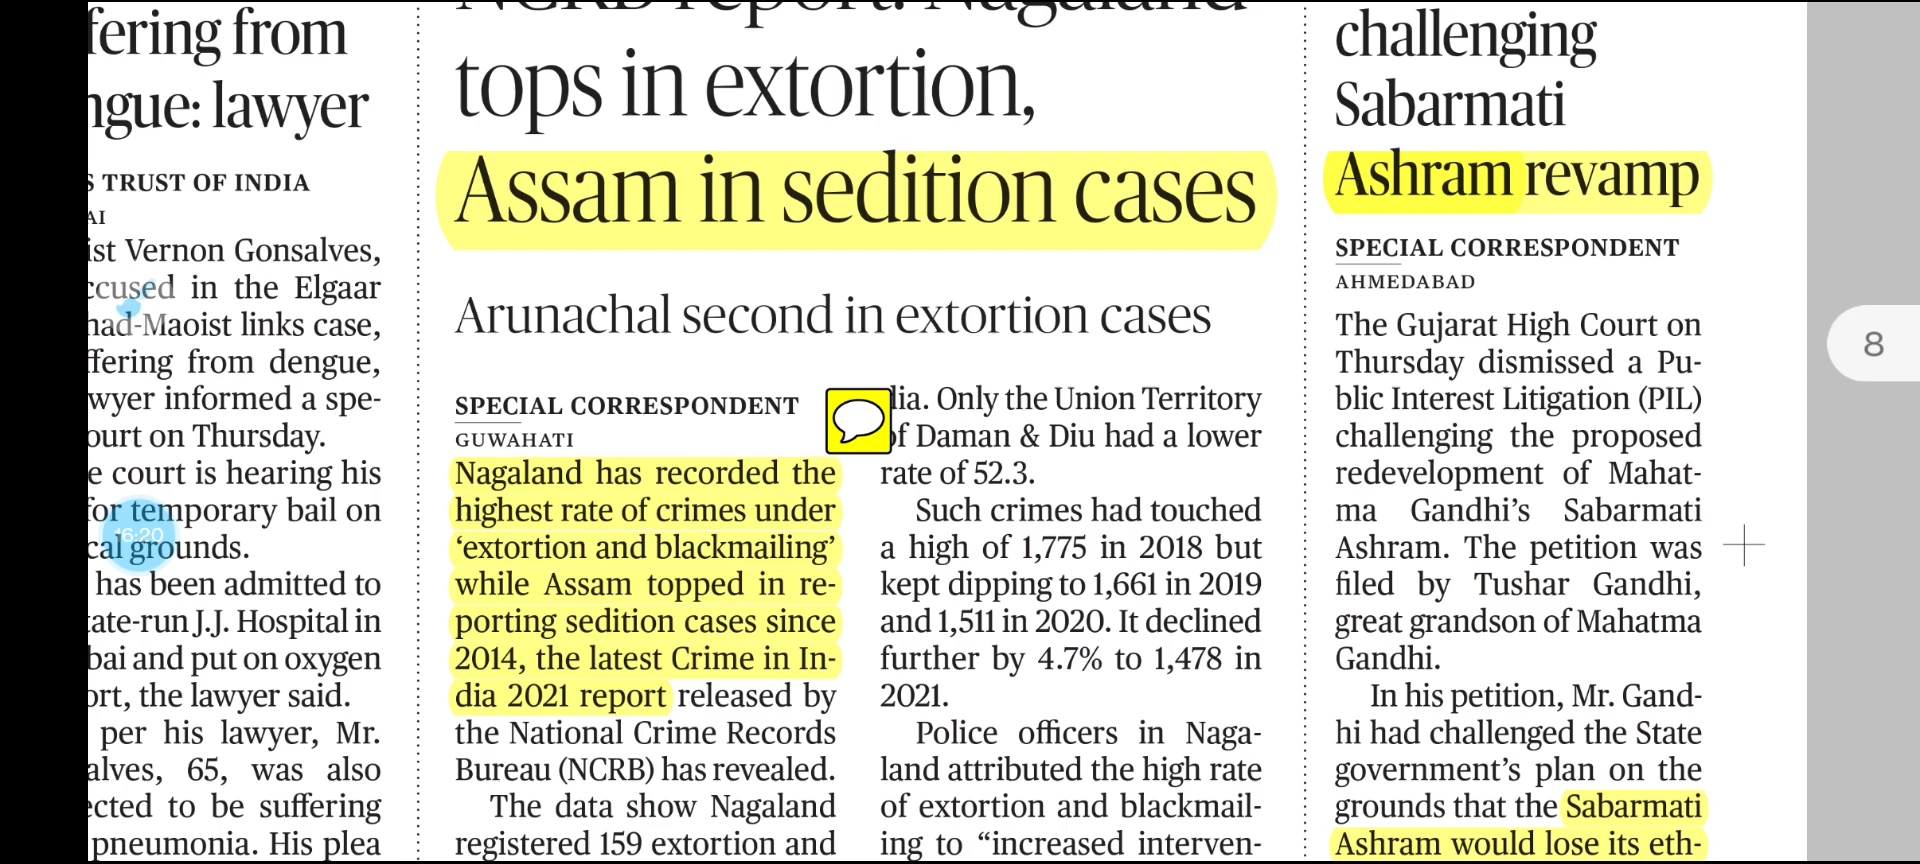 fering from
ngue: lawyer
S TRUST OF INDIA
AI
ist Vernon Gonsalves,
ccused in the Elgaar
had-Maoist links case,
ffering from dengue,
wyer informed a spe-
ourt on Thursday.
e court is hearing his
for temporary bail on
cal grounds.
has been admitted to
tate-run J.J. Hospital in
bai and put on oxygen
ort, the lawyer said.
per his lawyer, Mr.
alves, 65, was also
ected to be suffering
pneumonia. His plea
16:20
NCRB report: Nagaland
tops in extortion,
Assam in sedition cases
Arunachal second in extortion cases
SPECIAL CORRESPONDENT
GUWAHATI
Nagaland has recorded the
highest rate of crimes under
‘extortion and blackmailing’
while Assam topped in re-
porting sedition cases since
2014, the latest Crime in In-
dia 2021 report released by
the National Crime Records
Bureau (NCRB) has revealed.
The data show Nagaland
registered 159 extortion and
dia. Only the Union Territory
of Daman & Diu had a lower
rate of 52.3.
Such crimes had touched
a high of 1,775 in 2018 but
kept dipping to 1,661 in 2019
and 1,511 in 2020. It declined
further by 4.7% to 1,478 in
2021.
Police officers in Naga-
land attributed the high rate
of extortion and blackmail-
ing to “increased interven-
challenging
Sabarmati
Ashram revamp
SPECIAL CORRESPONDENT
AHMEDABAD
The Gujarat High Court on
Thursday dismissed a Pu-
blic Interest Litigation (PIL)
challenging the proposed
redevelopment of Mahat-
ma Gandhi’s Sabarmati
Ashram. The petition was
filed by Tushar Gandhi,
great grandson of Mahatma
Gandhi.
In his petition, Mr. Gand-
hi had challenged the State
government’s plan on the
grounds that the Sabarmati
Ashram would lose its eth-
8